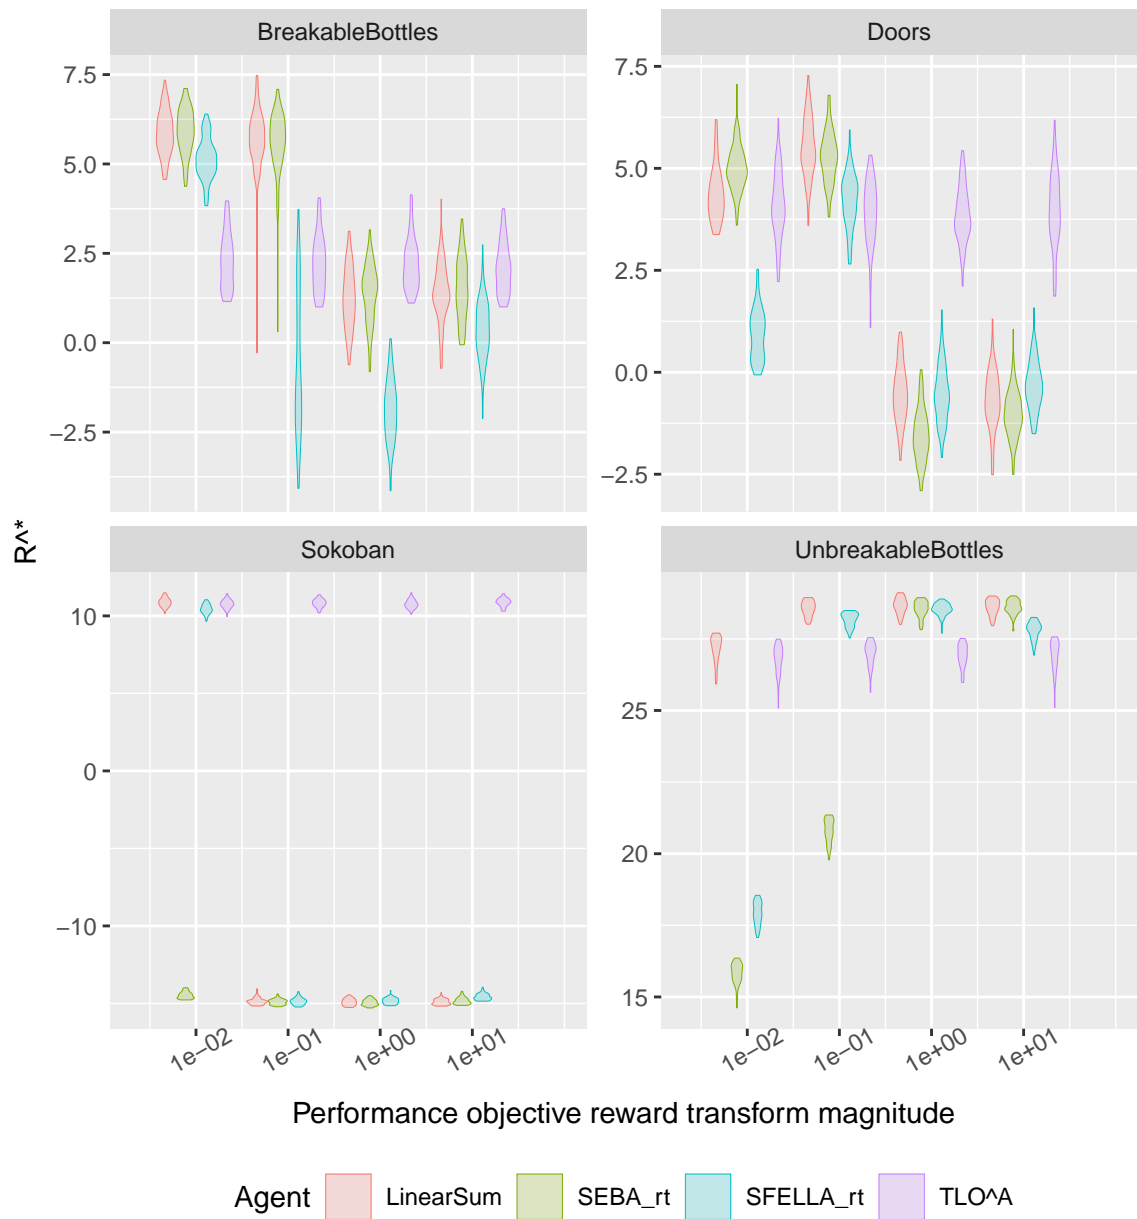 BreakableBottles
Doors
7.5
5.0
2.5
0.0
−2.5
7.5
5.0
2.5
0.0
−2.5
R^*
Sokoban
UnbreakableBottles
10
0
−10
25
20
15
1e−02
1e−01
1e+00
1e+01
1e−02
1e−01
1e+00
1e+01
Performance objective reward transform magnitude
Agent LinearSum SEBA_rt SFELLA_rt TLO^A